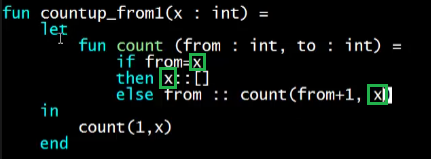 fun countup_from1(x : int) =
let
fun count (from : int, to : int) =
if from=x
then x::[]
else from :: count(from+1, x)
in
count(1,x)
end